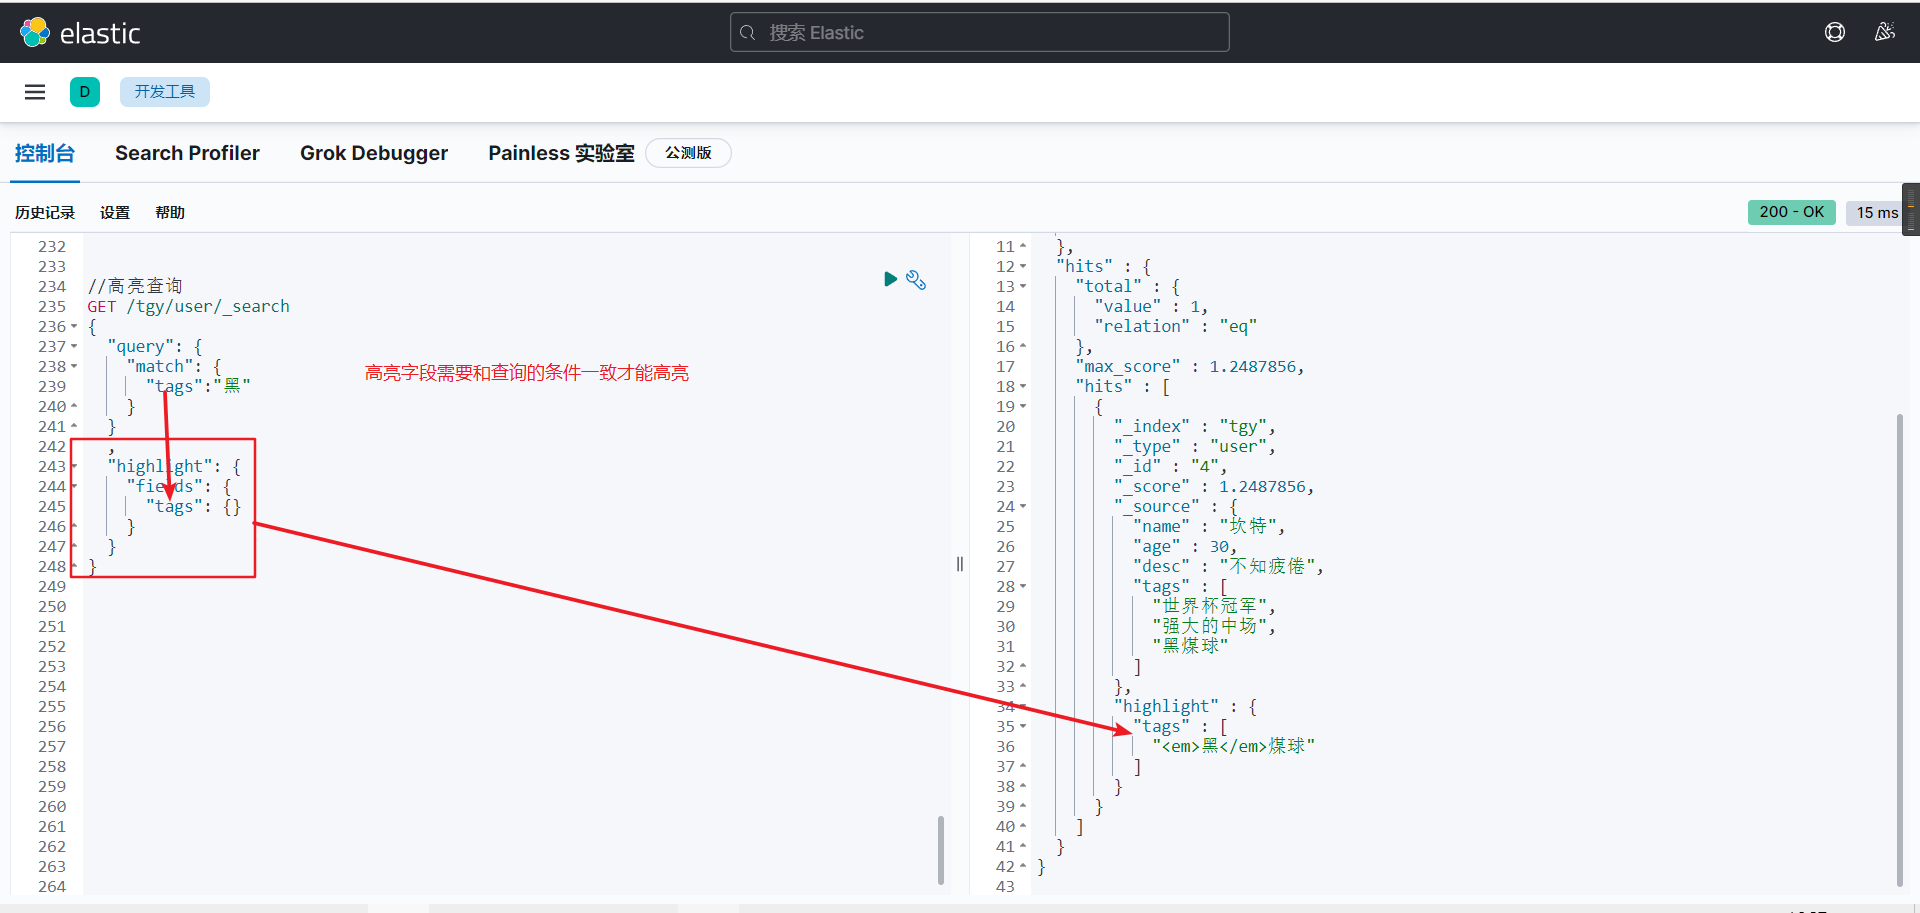 elastic
搜索 Elastic
D
开发工具
控制台 Search Profiler Grok Debugger Painless 实验室 公测版
历史记录 设置 帮助
200 - OK 15 ms
232
233
234 //高亮查询
235 GET /tgy/user/_search
236 {
237 "query": {
238 "match": {
239 "tags":"黑"
240 }
241 }
242 ,
243 "highlight": {
244 "fields": {
245 "tags": {}
246 }
247 }
248 }
249
250
251
252
253
254
255
256
257
258
259
260
261
262
263
264
高亮字段需要和查询的条件一致才能高亮
11 },
12 "hits" : {
13 "total" : {
14 "value" : 1,
15 "relation" : "eq"
16 },
17 "max_score" : 1.2487856,
18 "hits" : [
19 {
20 "_index" : "tgy",
21 "_type" : "user",
22 "_id" : "4",
23 "_score" : 1.2487856,
24 "_source" : {
25 "name" : "坎特",
26 "age" : 30,
27 "desc" : "不知疲倦",
28 "tags" : [
29 "世界杯冠军",
30 "强大的中场",
31 "黑煤球"
32 ]
33 },
34 "highlight" : {
35 "tags" : [
36 "<em>黑</em>煤球"
37 ]
38 }
39 }
40 ]
41 }
42 }
43